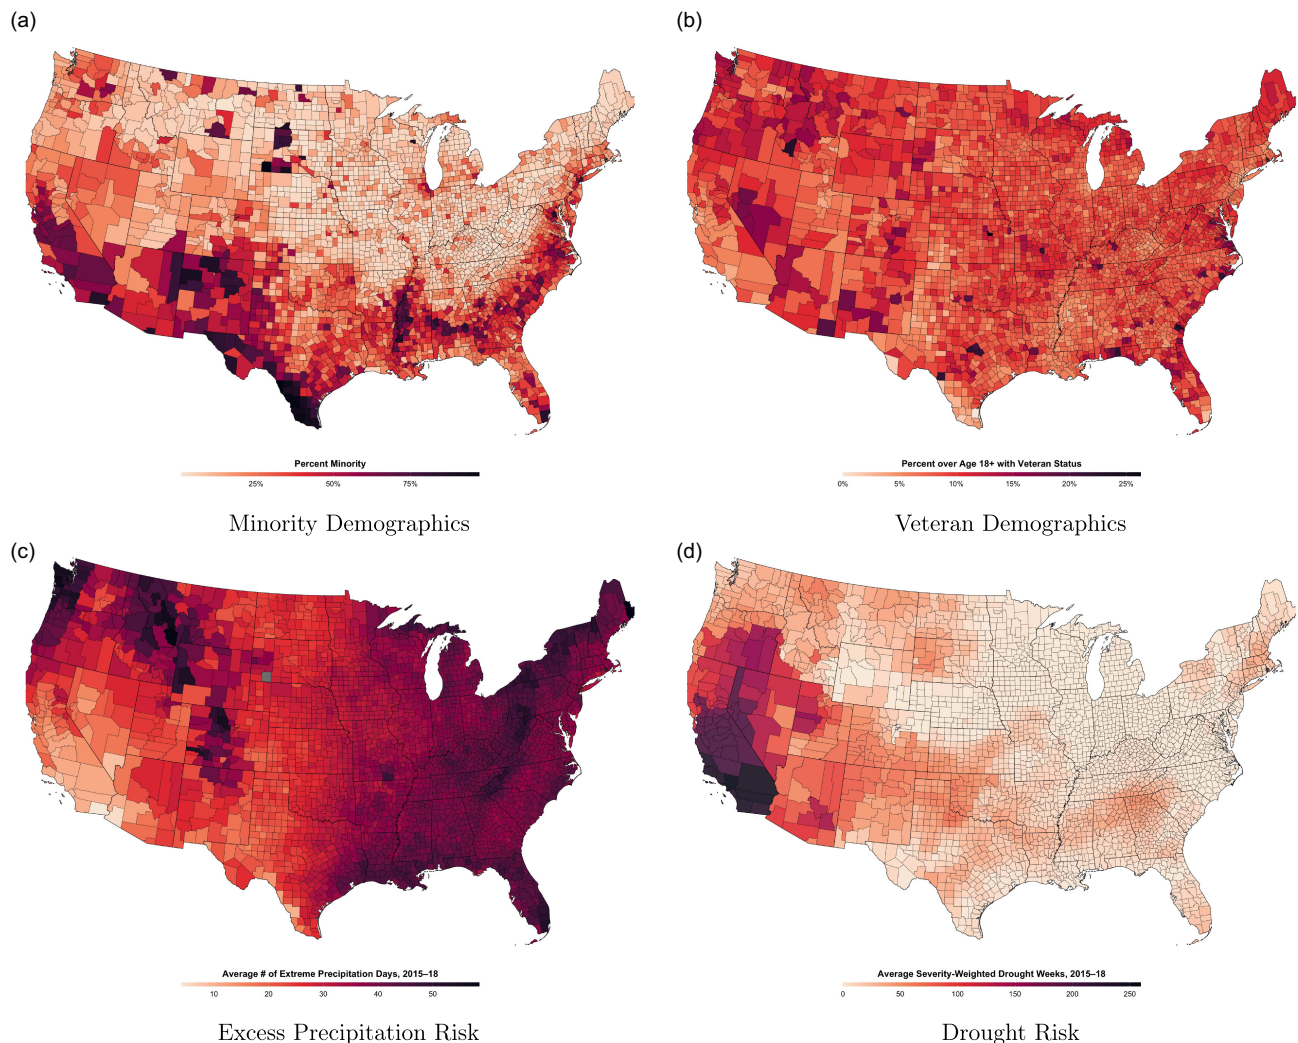 (a)
(b)
Percent Minority
25% 50% 75%
Minority Demographics
Percent over Age 18+ with Veteran Status
0% 5% 10% 15% 20% 25%
Veteran Demographics
(c)
(d)
Average # of Extreme Precipitation Days, 2015–18
10 20 30 40 50
Excess Precipitation Risk
Average Severity-Weighted Drought Weeks, 2015–18
0 50 100 150 200 250
Drought Risk